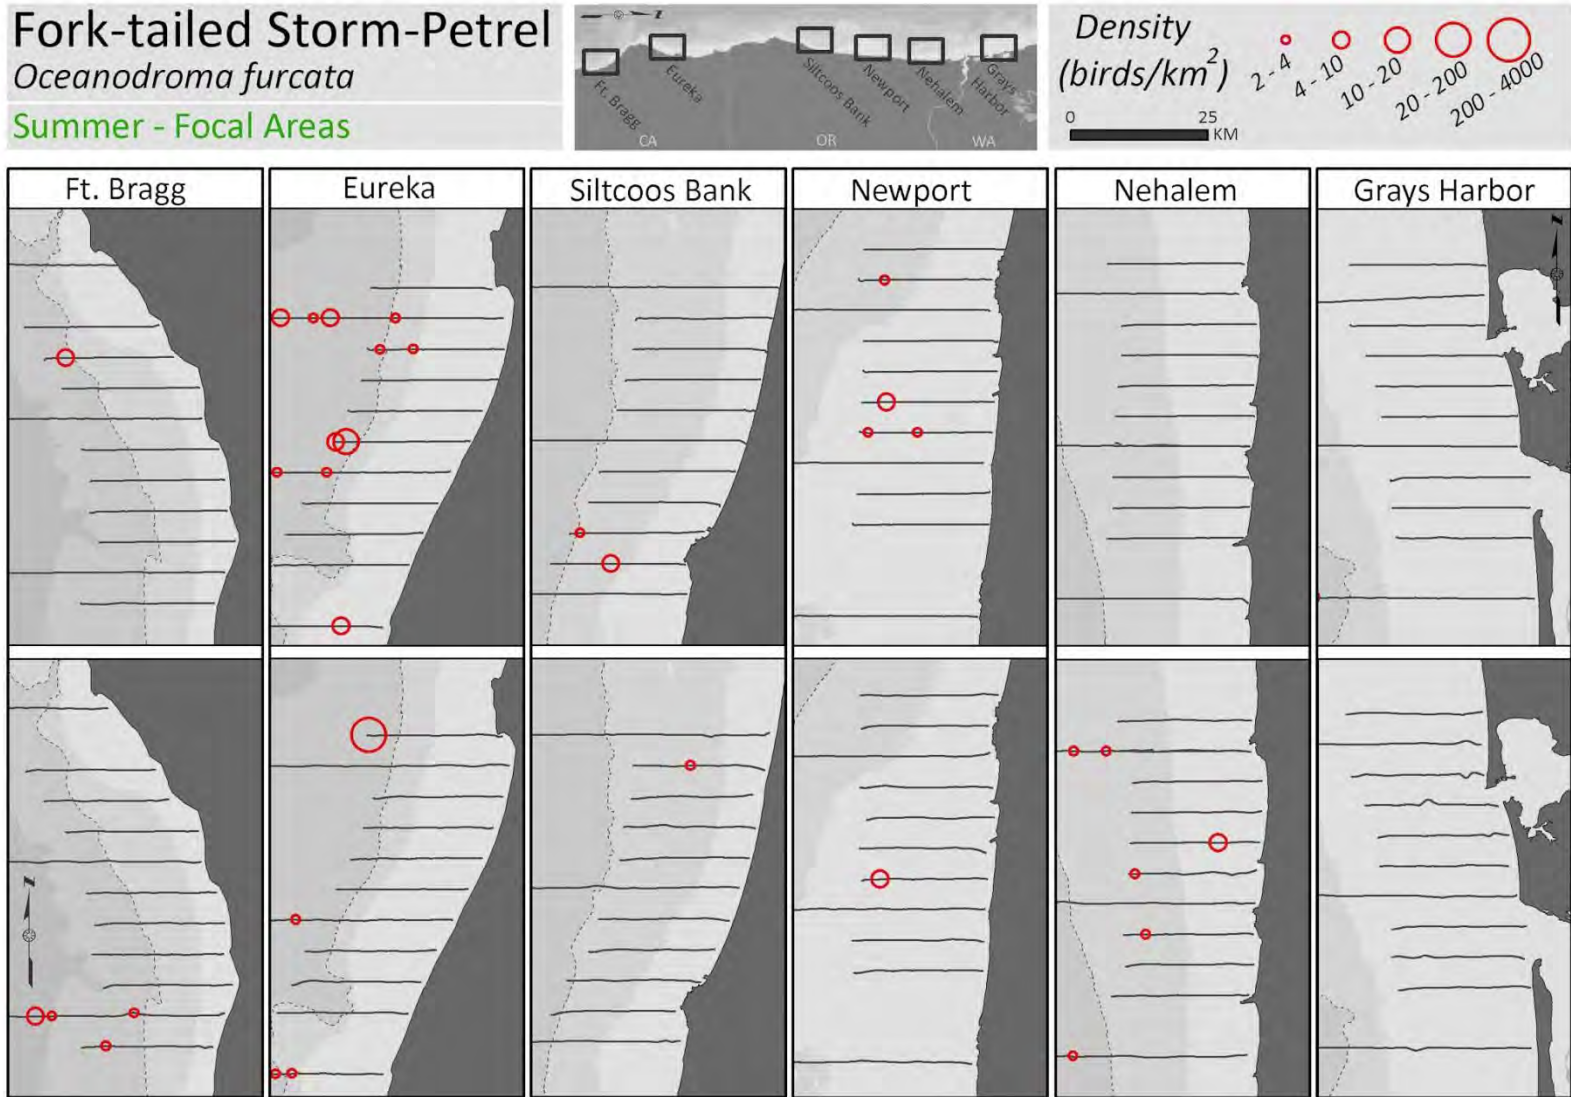 Fork-tailed Storm-Petrel
Oceanodroma furcata
Summer - Focal Areas
N
Ft. Bragg
Eureka
Siltcoos Bank
Newport
Nehalem
Grays
Harbor
CA
OR
WA
Density
(birds/km²)
2 - 4
4 - 10
10 - 20
20 - 200
200 - 4000
0
25
KM
Ft. Bragg
Eureka
Siltcoos Bank
Newport
Nehalem
Grays Harbor
N
N